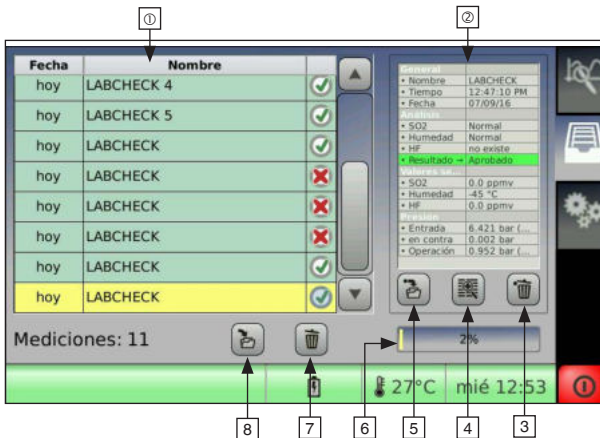 ① ②
Fecha Nombre
hoy LABCHECK 4
hoy LABCHECK 5
hoy LABCHECK
hoy LABCHECK
hoy LABCHECK
hoy LABCHECK
hoy LABCHECK
hoy LABCHECK
General
• Nombre LABCHECK
• Tiempo 12:47:10 PM
• Fecha 07/09/16
Análisis
• SO2 Normal
• Humedad Normal
• HF no existe
• Resultado → Aprobado
Valores se...
• SO2 0.0 ppmv
• Humedad -45 °C
• HF 0.0 ppmv
Presión
• Entrada 6.421 bar (...
• en contra 0.002 bar
• Operación 0.952 bar (...
Mediciones: 11
2%
27°C mié 12:53
8 7 6 5 4 3